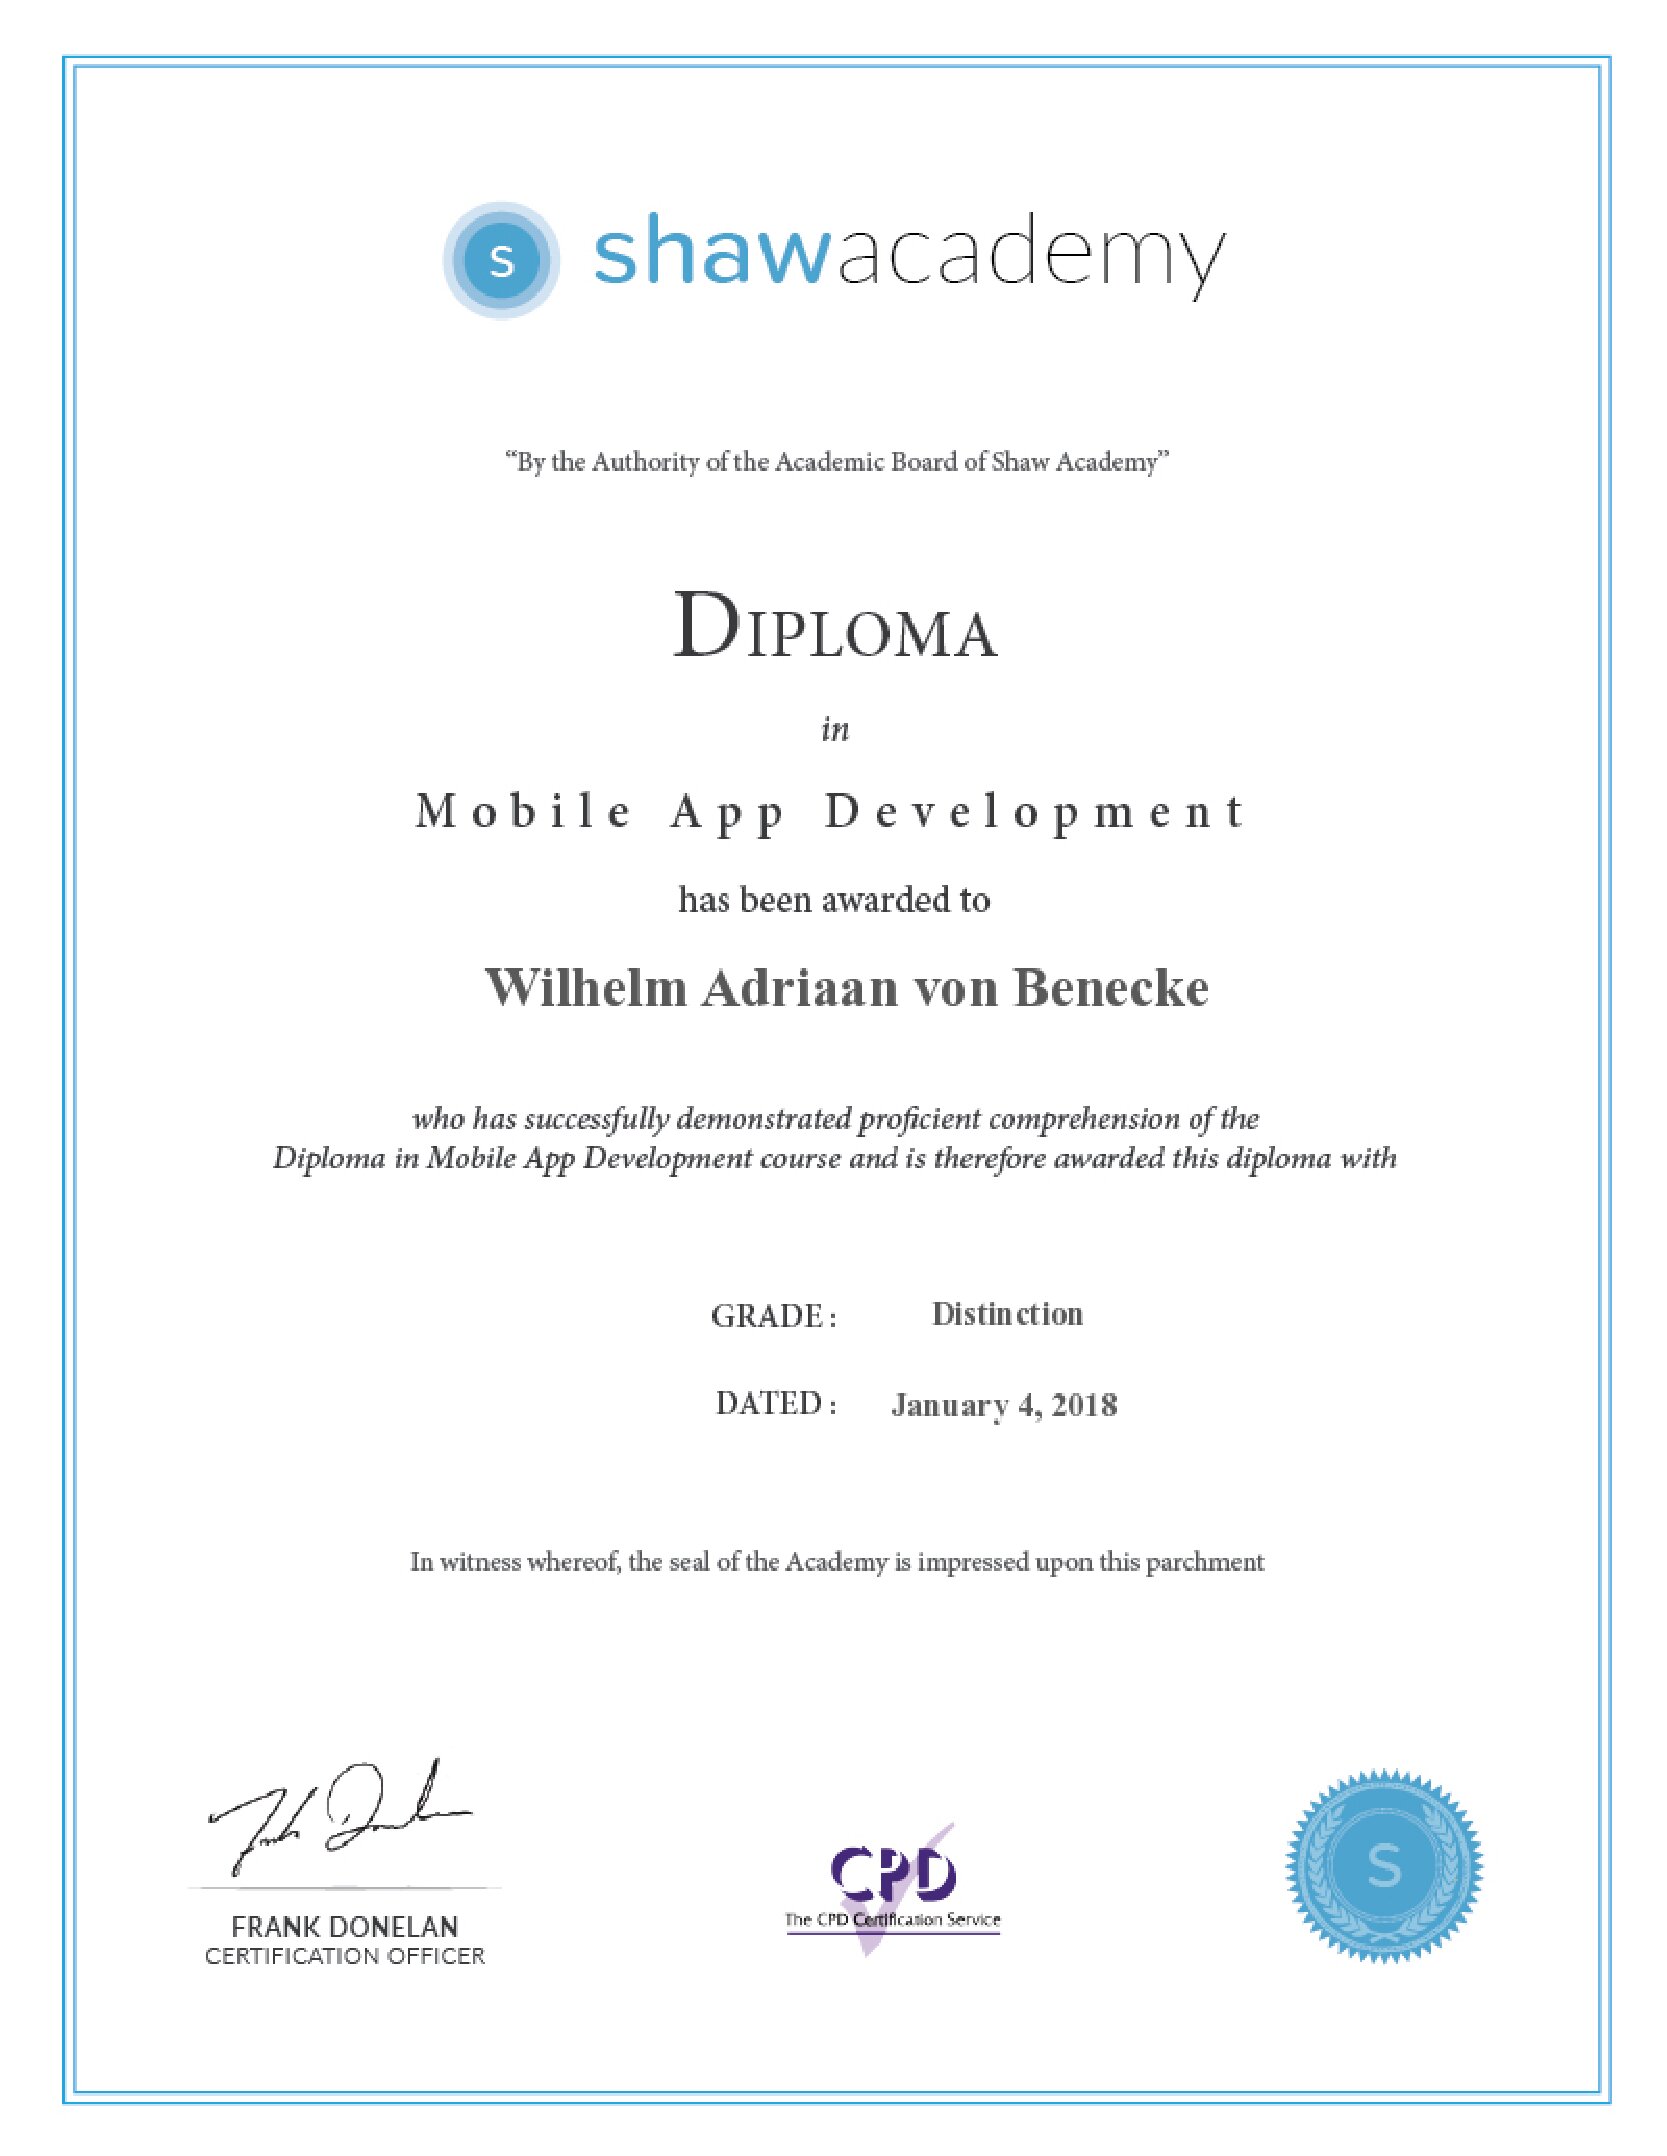 S shawacademy
“By the Authority of the Academic Board of Shaw Academy”
DIPLOMA
in
Mobile App Development
has been awarded to
Wilhelm Adriaan von Benecke
who has successfully demonstrated proficient comprehension of the
Diploma in Mobile App Development course and is therefore awarded this diploma with
GRADE : Distinction
DATED : January 4, 2018
In witness whereof, the seal of the Academy is impressed upon this parchment
FRANK DONELAN
CERTIFICATION OFFICER
CPD
The CPD Certification Service
S